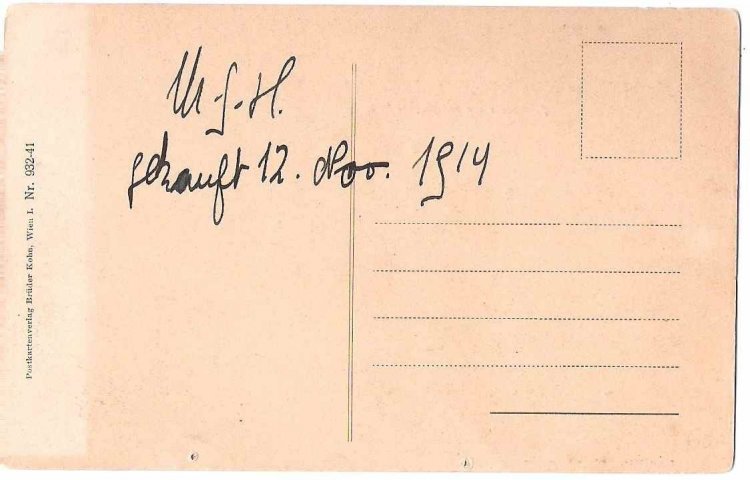 M-G-H.
gekauft 12. Nov. 1914
Postkartenverlag Brüder Kohn, Wien I. Nr. 932-41